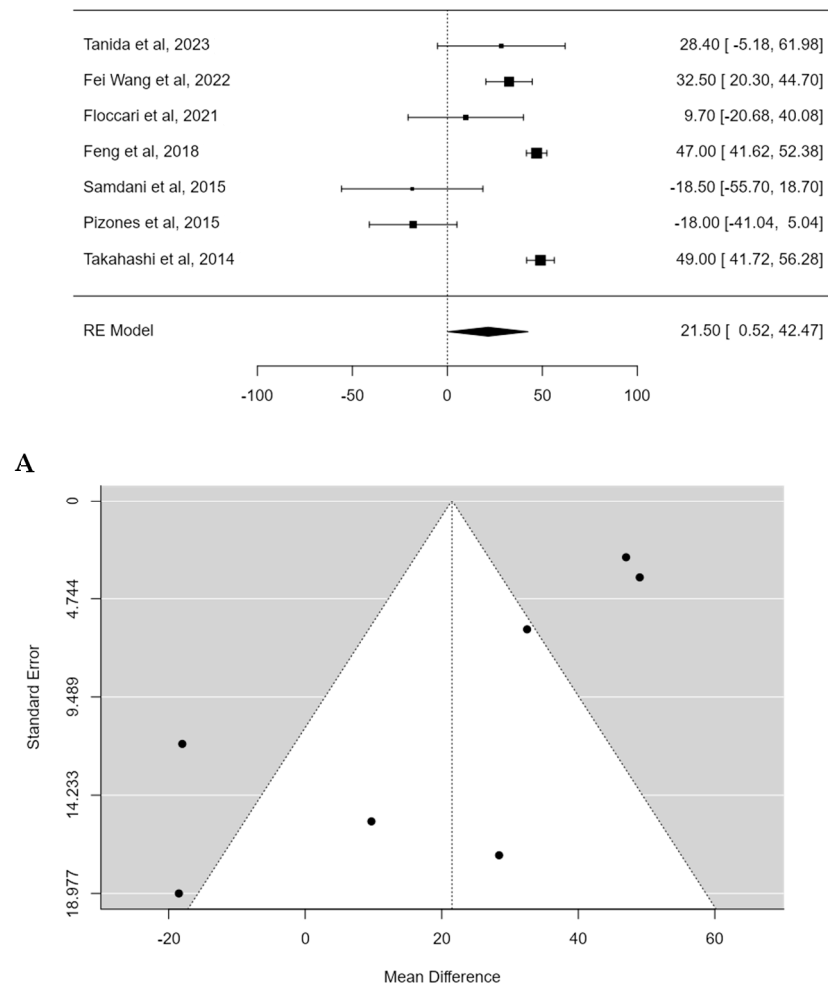 Tanida et al, 2023 28.40 [ -5.18, 61.98]
Fei Wang et al, 2022 32.50 [ 20.30, 44.70]
Floccari et al, 2021 9.70 [-20.68, 40.08]
Feng et al, 2018 47.00 [ 41.62, 52.38]
Samdani et al, 2015 -18.50 [-55.70, 18.70]
Pizones et al, 2015 -18.00 [-41.04, 5.04]
Takahashi et al, 2014 49.00 [ 41.72, 56.28]
RE Model 21.50 [ 0.52, 42.47]
-100 -50 0 50 100
A
0
4.744
9.489
14.233
18.977
Standard Error
-20 0 20 40 60
Mean Difference